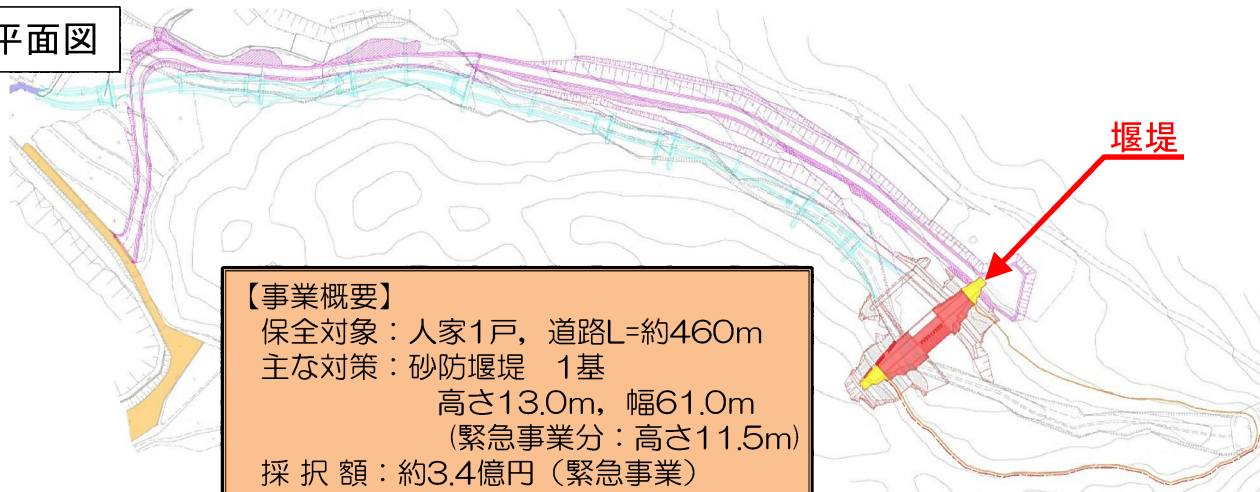 平面図
堰堤
【事業概要】
保全対象：人家1戸，道路L=約460m
主な対策：砂防堰堤　1基
高さ13.0m，幅61.0m
（緊急事業分：高さ11.5m）
採 択 額：約3.4億円（緊急事業）